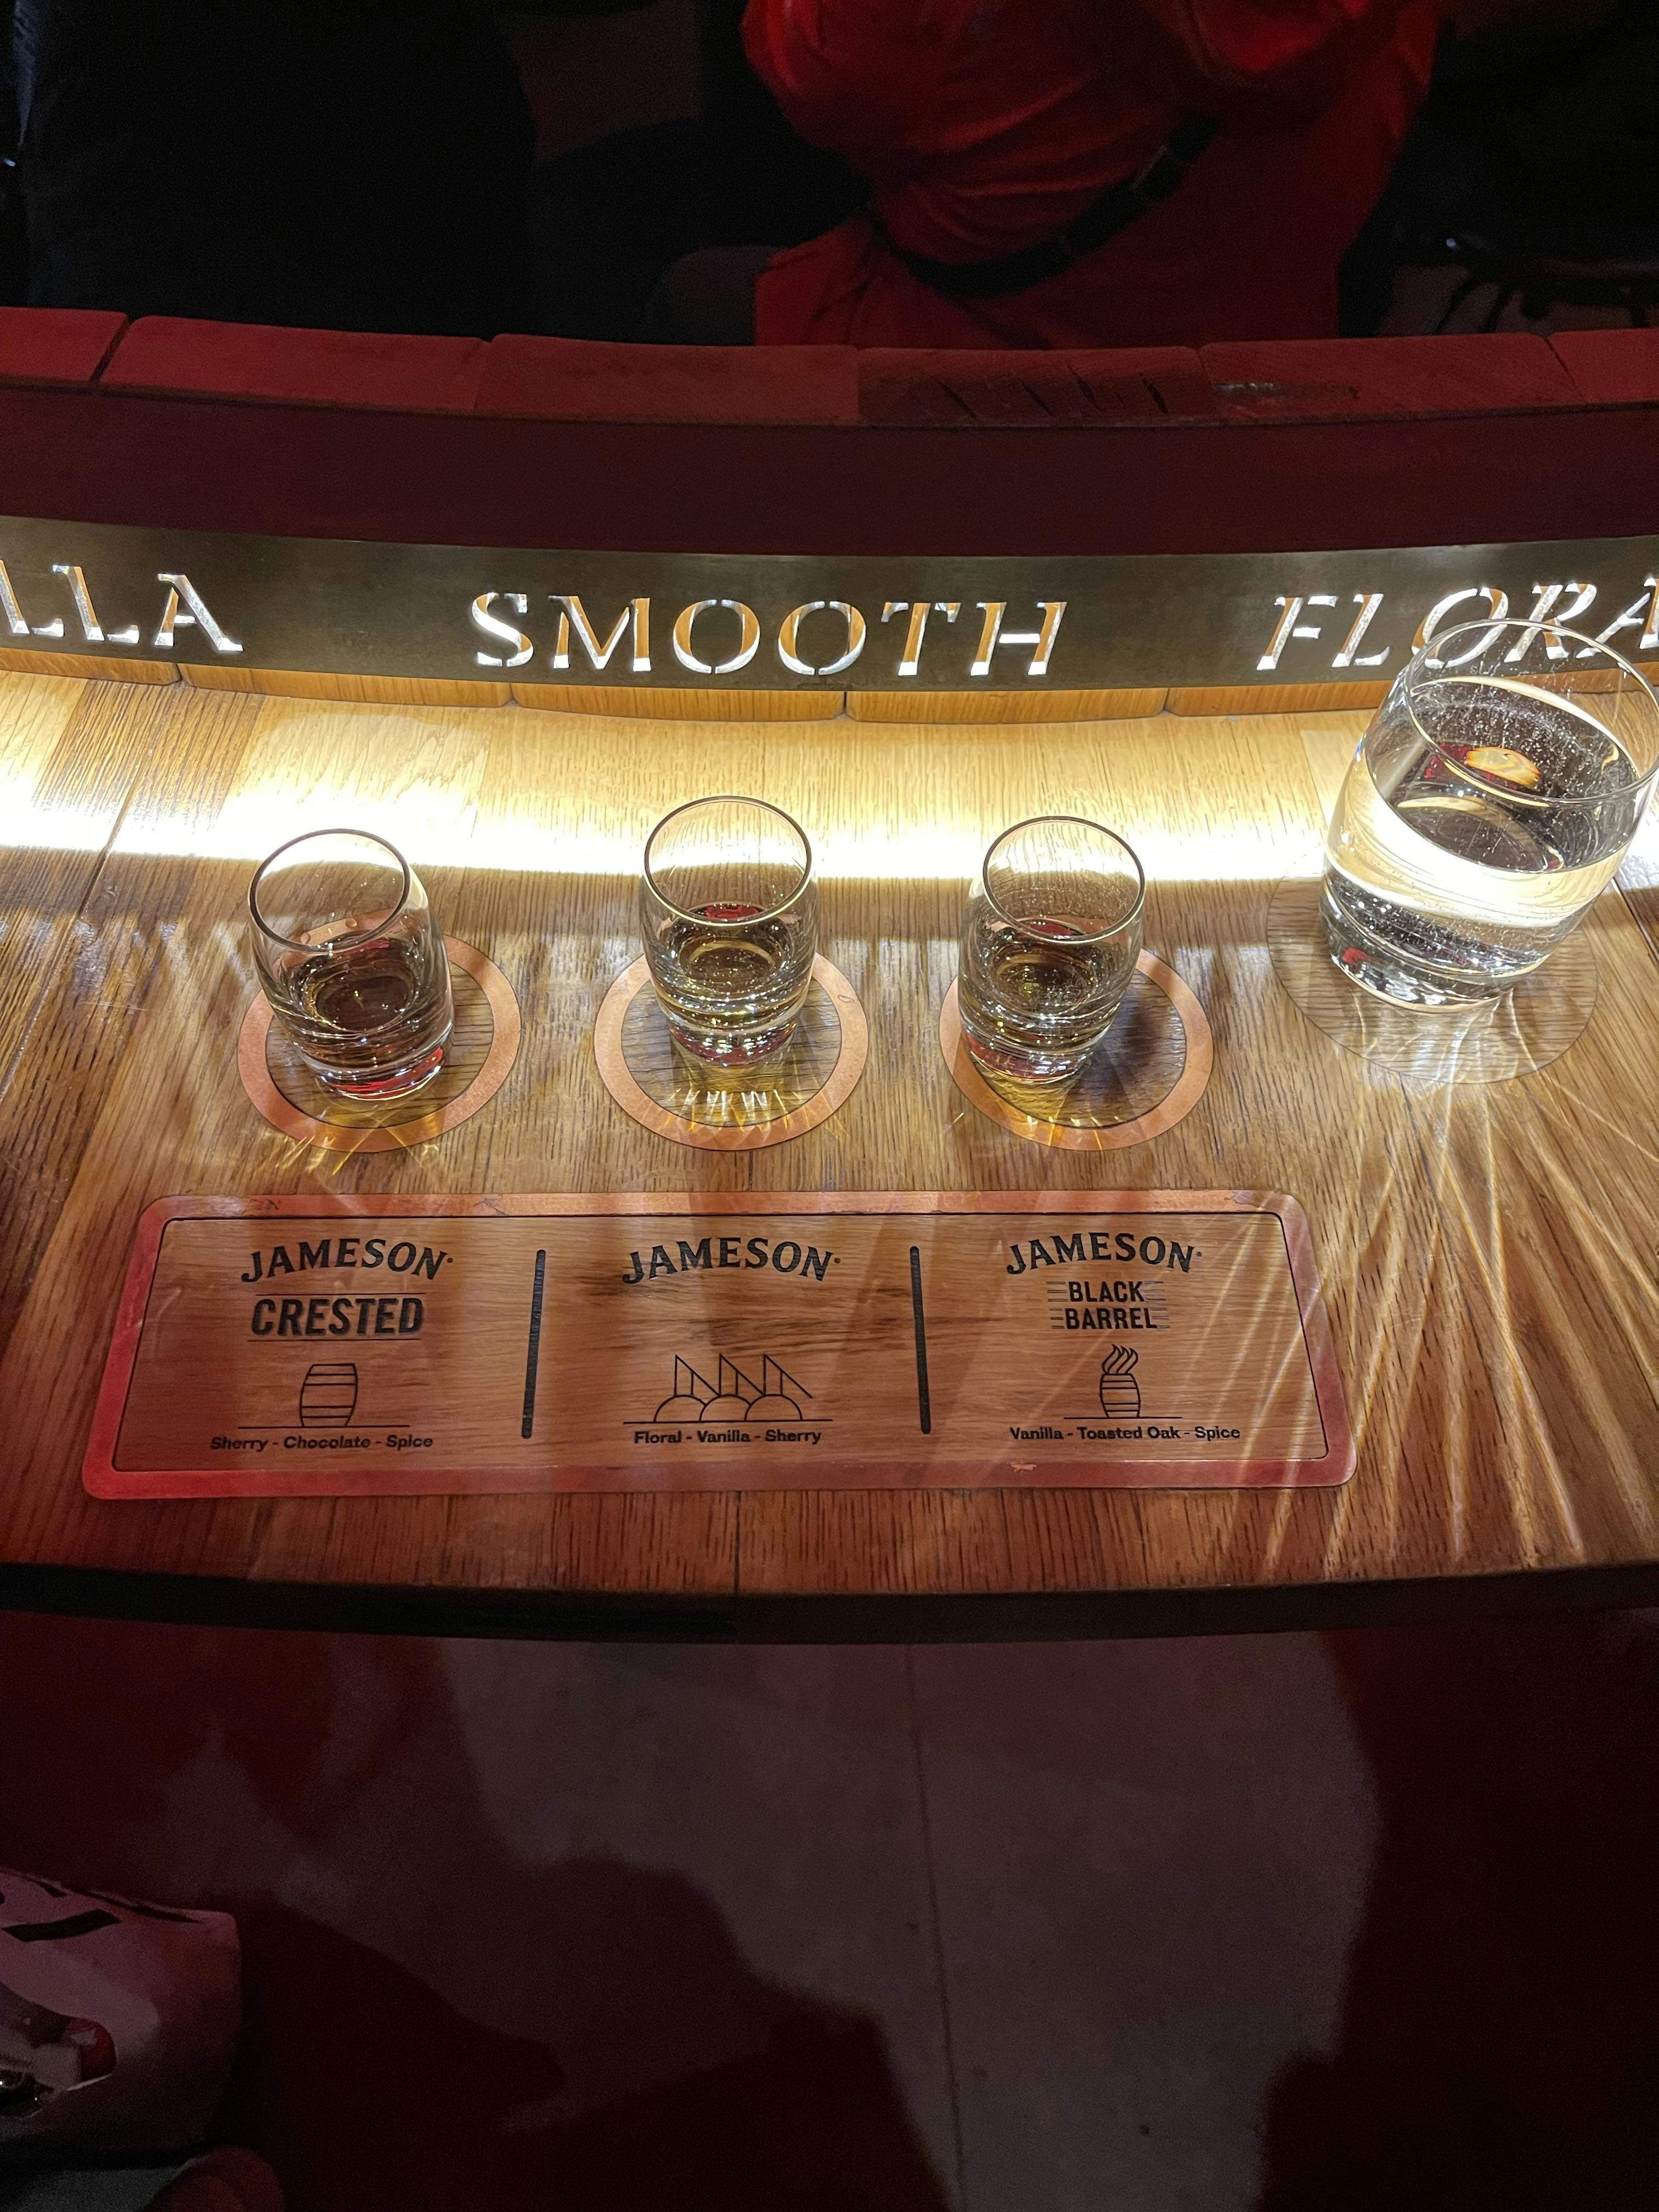 LLA SMOOTH FLORA
JAMESON
CRESTED
Sherry - Chocolate - Spice
JAMESON
Floral - Vanilla - Sherry
JAMESON
BLACK
BARREL
Vanilla - Toasted Oak - Spice